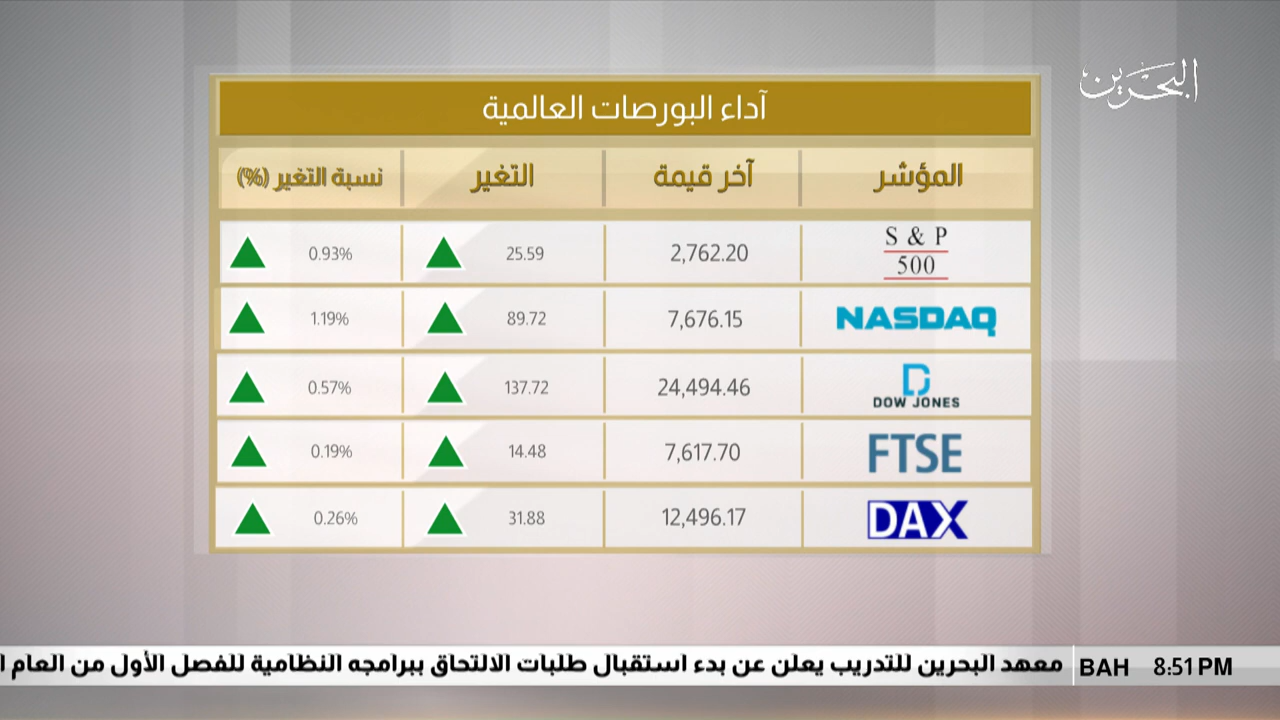 البحرين
آداء البورصات العالمية
المؤشر آخر قيمة التغير نسبة التغير (%)
S & P
500 2,762.20 25.59 0.93%
NASDAQ 7,676.15 89.72 1.19%
DOW JONES 24,494.46 137.72 0.57%
FTSE 7,617.70 14.48 0.19%
DAX 12,496.17 31.88 0.26%
معهد البحرين للتدريب يعلن عن بدء استقبال طلبات الالتحاق ببرامجه النظامية للفصل الأول من العام
BAH 8:51 PM